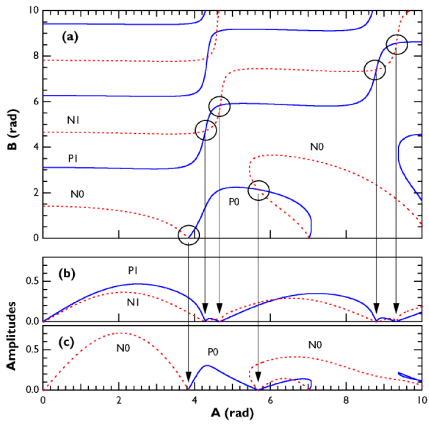 10
(a)
8
6
4
2
0
B (rad)
N1
P1
N0
P0
N0
(b)
P1
N1
0.5
0.0
(c)
N0
P0
N0
0.5
0.0
Amplitudes
0 2 4 6 8 10
A (rad)